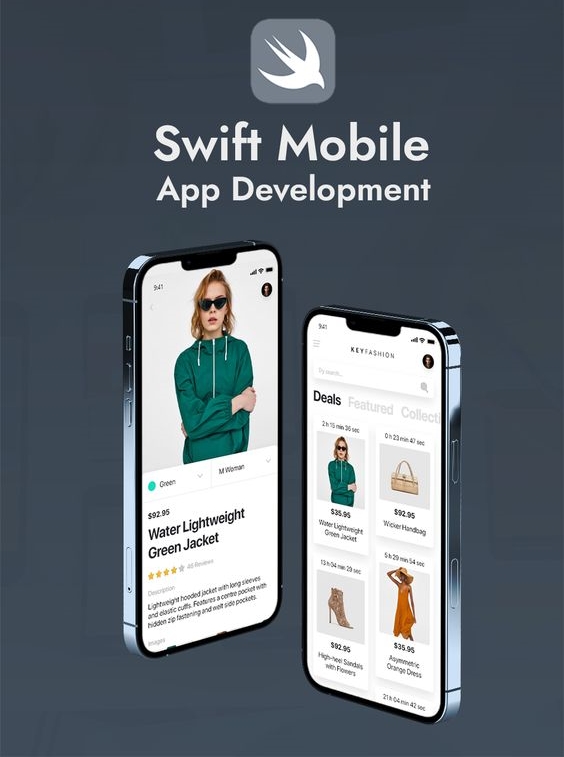 Swift Mobile
App Development
9:41
Green
M Woman
$92.95
Water Lightweight
Green Jacket
48 Reviews
Description
Lightweight hooded jacket with long sleeves
and elastic cuffs. Features a centre pocket with
hidden zip fastening and welt side pockets.
Images
9:41
KEYFASHION
Try search...
Deals Featured Collecti
2 h 15 min 36 sec
0 h 23 min 47 sec
$35.95
Water Lightweight
Green Jacket
$92.95
Wicker Handbag
13 h 04 min 29 sec
5 h 29 min 54 sec
$92.95
High-heel Sandals
with Flowers
$35.95
Asymmetric
Orange Dress
21 h 04 min 42 sec